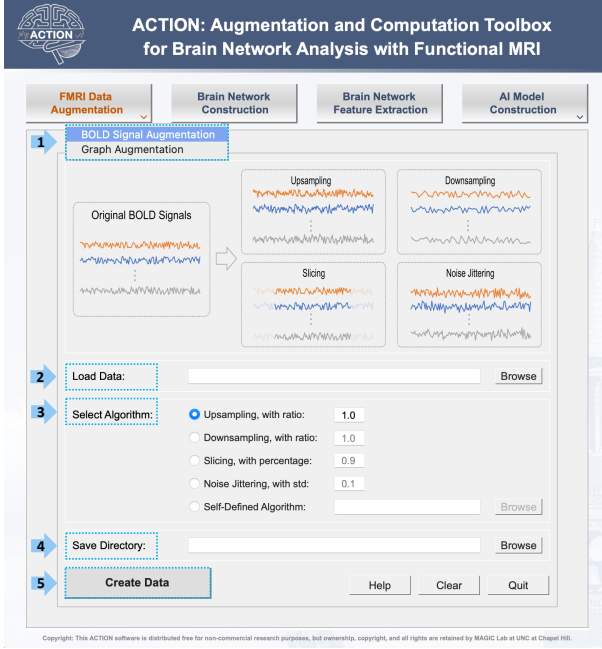 ACTION
ACTION: Augmentation and Computation Toolbox
for Brain Network Analysis with Functional MRI
FMRI Data
Augmentation
Brain Network
Construction
Brain Network
Feature Extraction
AI Model
Construction
1
BOLD Signal Augmentation
Graph Augmentation
Original BOLD Signals
Upsampling
Downsampling
Slicing
Noise Jittering
2
Load Data:
Browse
3
Select Algorithm:
Upsampling, with ratio:
1.0
Downsampling, with ratio:
1.0
Slicing, with percentage:
0.9
Noise Jittering, with std:
0.1
Self-Defined Algorithm:
Browse
4
Save Directory:
Browse
5
Create Data
Help
Clear
Quit
Copyright: This ACTION software is distributed free for non-commercial research purposes, but ownership, copyright, and all rights are retained by MAGIC Lab at UNC at Chapel Hill.